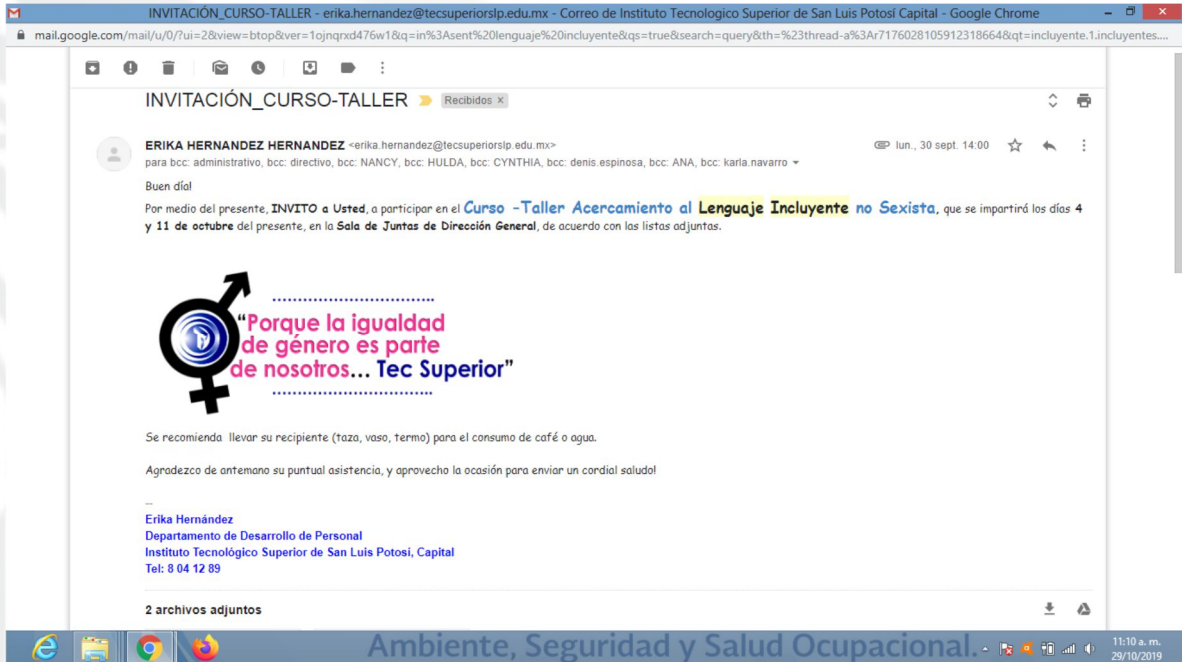 INVITACIÓN_CURSO-TALLER - erika.hernandez@tecsuperiorslp.edu.mx - Correo de Instituto Tecnologico Superior de San Luis Potosí Capital - Google Chrome
mail.google.com/mail/u/0/?ui=2&view=btop&ver=1ojnqrxd476w1&q=in%3Asent%20lenguaje%20incluyente&qs=true&search=query&th=%23thread-a%3Ar7176028105912318664&qt=incluyente.1.incluyentes....
INVITACIÓN_CURSO-TALLER Recibidos x
ERIKA HERNANDEZ HERNANDEZ <erika.hernandez@tecsuperiorslp.edu.mx> lun., 30 sept. 14:00
para bcc: administrativo, bcc: directivo, bcc: NANCY, bcc: HULDA, bcc: CYNTHIA, bcc: denis.espinosa, bcc: ANA, bcc: karla.navarro
Buen día!
Por medio del presente, INVITO a Usted, a participar en el Curso -Taller Acercamiento al Lenguaje Incluyente no Sexista, que se impartirá los días 4
y 11 de octubre del presente, en la Sala de Juntas de Dirección General, de acuerdo con las listas adjuntas.
“Porque la igualdad
de género es parte
de nosotros... Tec Superior”
Se recomienda llevar su recipiente (taza, vaso, termo) para el consumo de café o agua.
Agradezco de antemano su puntual asistencia, y aprovecho la ocasión para enviar un cordial saludo!
--
Erika Hernández
Departamento de Desarrollo de Personal
Instituto Tecnológico Superior de San Luis Potosí, Capital
Tel: 8 04 12 89
2 archivos adjuntos
Ambiente, Seguridad y Salud Ocupacional.
11:10 a. m.
29/10/2019